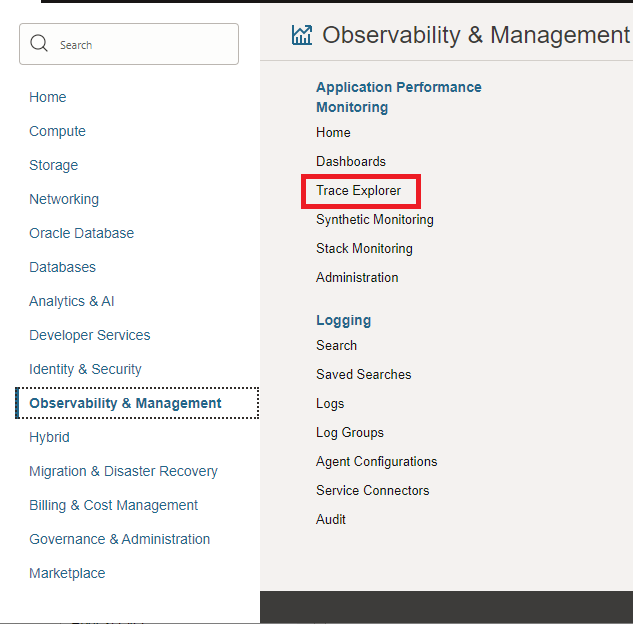 Search
Home
Compute
Storage
Networking
Oracle Database
Databases
Analytics & AI
Developer Services
Identity & Security
Observability & Management
Hybrid
Migration & Disaster Recovery
Billing & Cost Management
Governance & Administration
Marketplace
Observability & Management
Application Performance
Monitoring
Home
Dashboards
Trace Explorer
Synthetic Monitoring
Stack Monitoring
Administration
Logging
Search
Saved Searches
Logs
Log Groups
Agent Configurations
Service Connectors
Audit